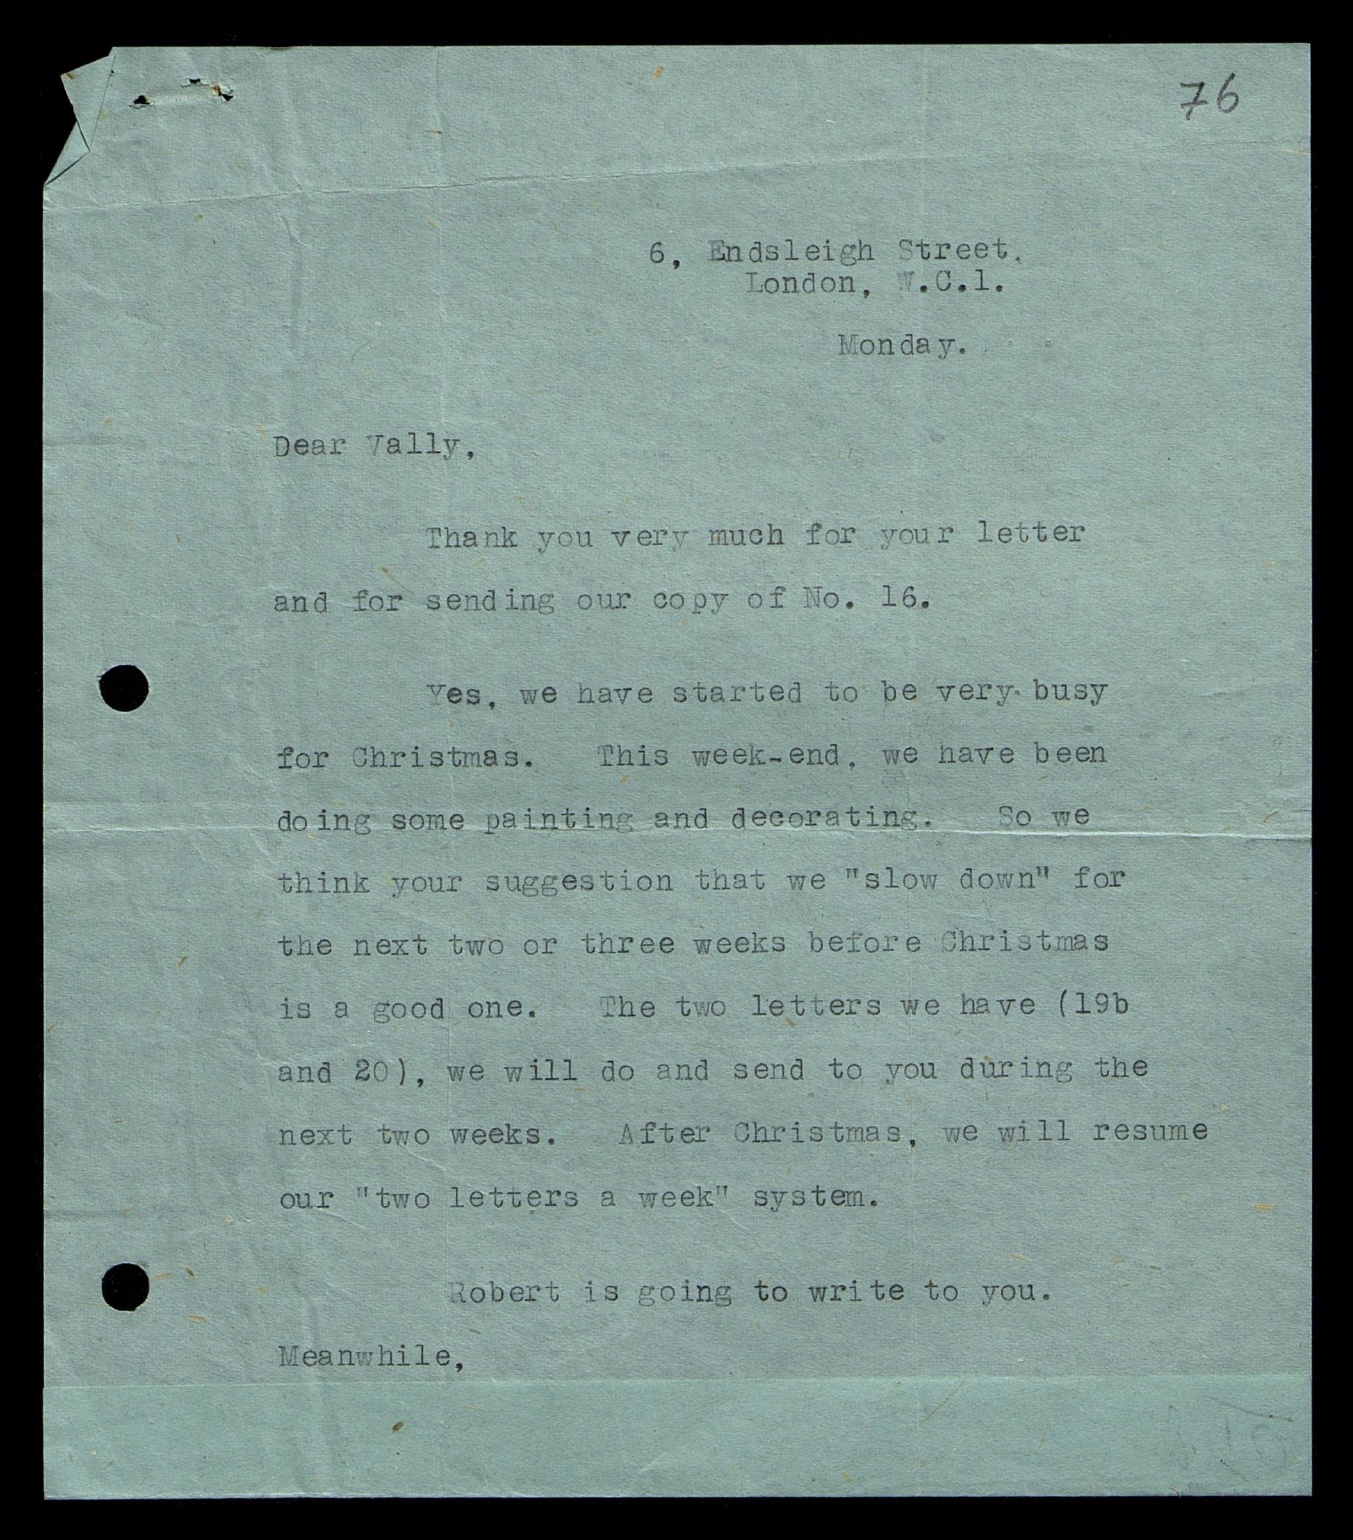 76
6, Endsleigh Street,
London, W.C.1.
Monday.
Dear Vally,
Thank you very much for your letter
and for sending our copy of No. 16.
Yes, we have started to be very busy
for Christmas. This week-end, we have been
doing some painting and decorating. So we
think your suggestion that we "slow down" for
the next two or three weeks before Christmas
is a good one. The two letters we have (19b
and 20), we will do and send to you during the
next two weeks. After Christmas, we will resume
our "two letters a week" system.
Robert is going to write to you.
Meanwhile,